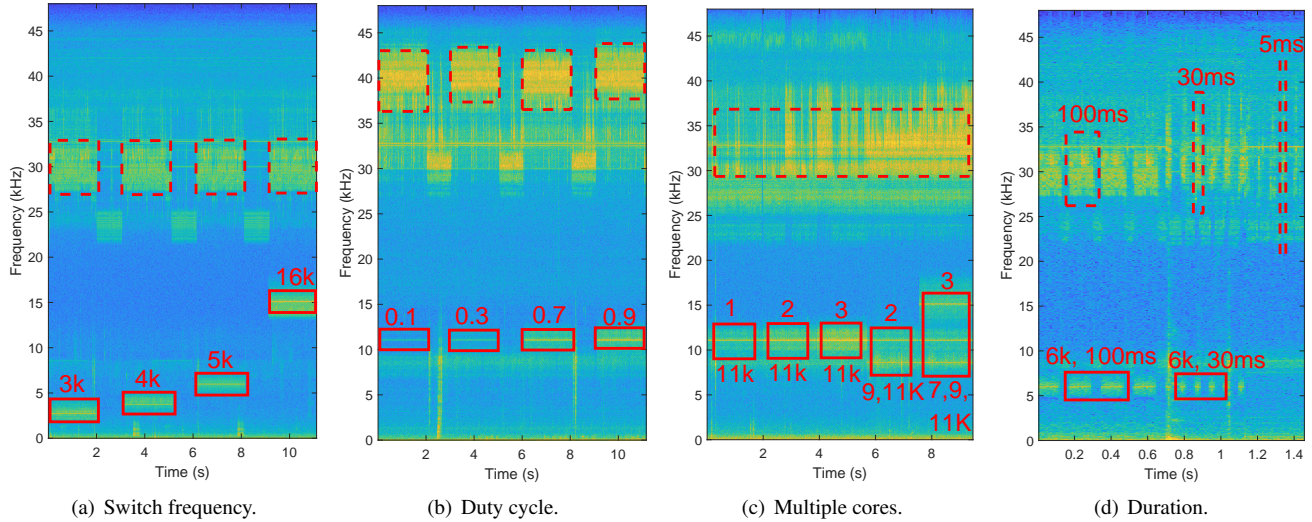 45
40
35
30
25
20
15
10
5
0
Frequency (kHz)
2
4
6
8
10
Time (s)
3k
4k
5k
16k
(a) Switch frequency.
45
40
35
30
25
20
15
10
5
0
Frequency (kHz)
0
2
4
6
8
10
Time (s)
0.1
0.3
0.7
0.9
(b) Duty cycle.
45
40
35
30
25
20
15
10
5
0
Frequency (kHz)
2
4
6
8
Time (s)
1
2
3
2
3
11k
11k
11k
9,11K
7,9,
11K
(c) Multiple cores.
45
40
35
30
25
20
15
10
5
0
Frequency (kHz)
0.2
0.4
0.6
0.8
1
1.2
1.4
Time (s)
100ms
30ms
5ms
6k, 100ms
6k, 30ms
(d) Duration.